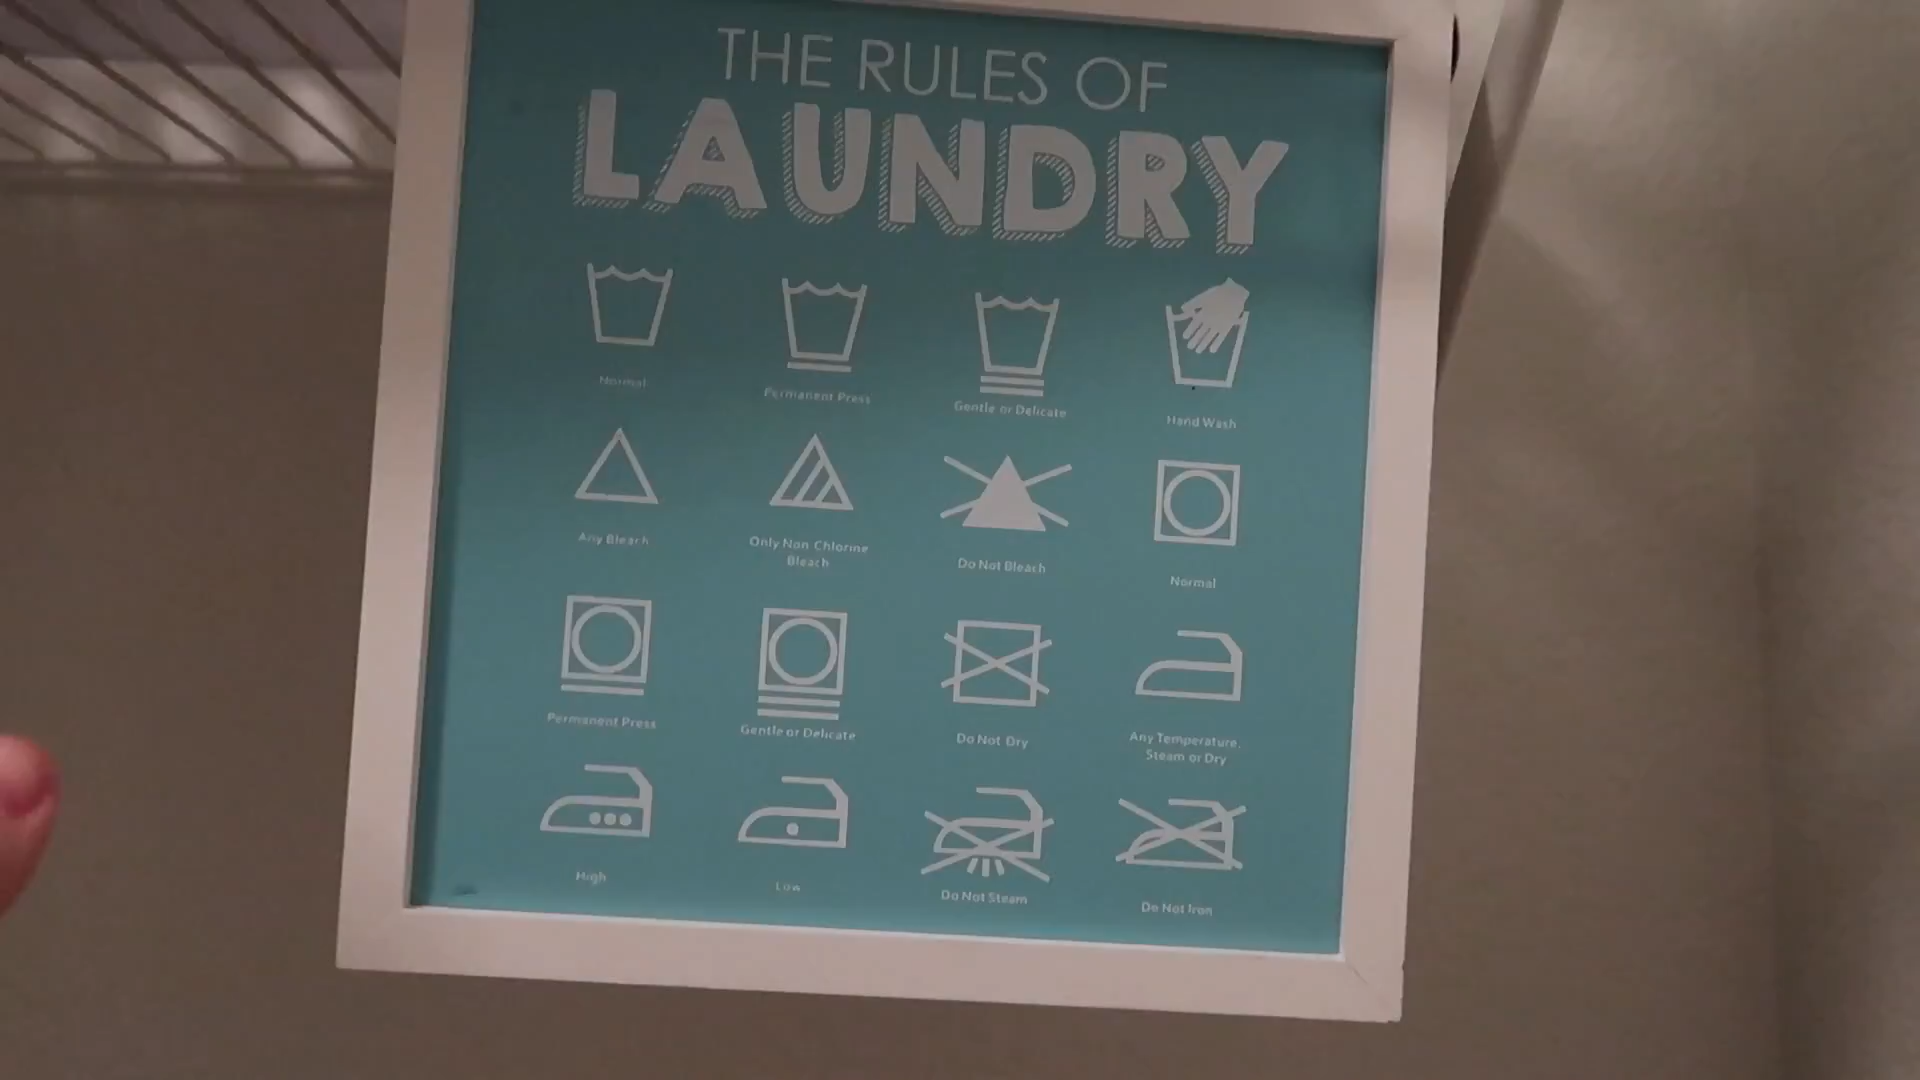 THE RULES OF
LAUNDRY
Normal
Permanent Press
Gentle or Delicate
Hand Wash
Any Bleach
Only Non Chlorine
Bleach
Do Not Bleach
Normal
Permanent Press
Gentle or Delicate
Do Not Dry
Any Temperature,
Steam or Dry
High
Low
Do Not Steam
Do Not Iron